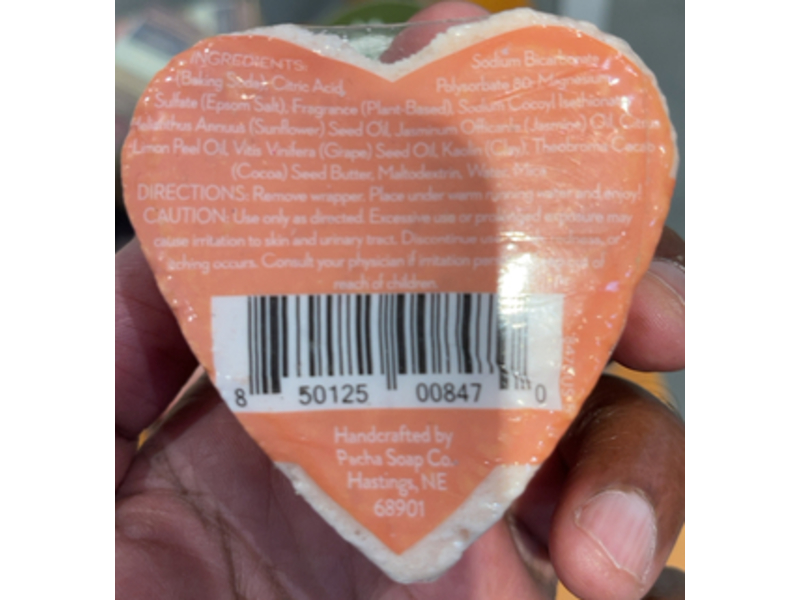 INGREDIENTS: Sodium Bicarbonate
(Baking Soda), Citric Acid, Polysorbate 80, Magnesium
Sulfate (Epsom Salt), Fragrance (Plant-Based), Sodium Cocoyl Isethionate,
Helianthus Annuus (Sunflower) Seed Oil, Jasminum Officinale (Jasmine) Oil, Citrus
Limon Peel Oil, Vitis Vinifera (Grape) Seed Oil, Kaolin (Clay), Theobroma Cacao
(Cocoa) Seed Butter, Maltodextrin, Water, Mica
DIRECTIONS: Remove wrapper. Place under warm running water and enjoy!
CAUTION: Use only as directed. Excessive use or prolonged exposure may
cause irritation to skin and urinary tract. Discontinue or
itching occurs. Consult your physician if irritation out of
reach of children.
8 50125 00847 0
Handcrafted by
Pacha Soap Co.
Hastings, NE
68901